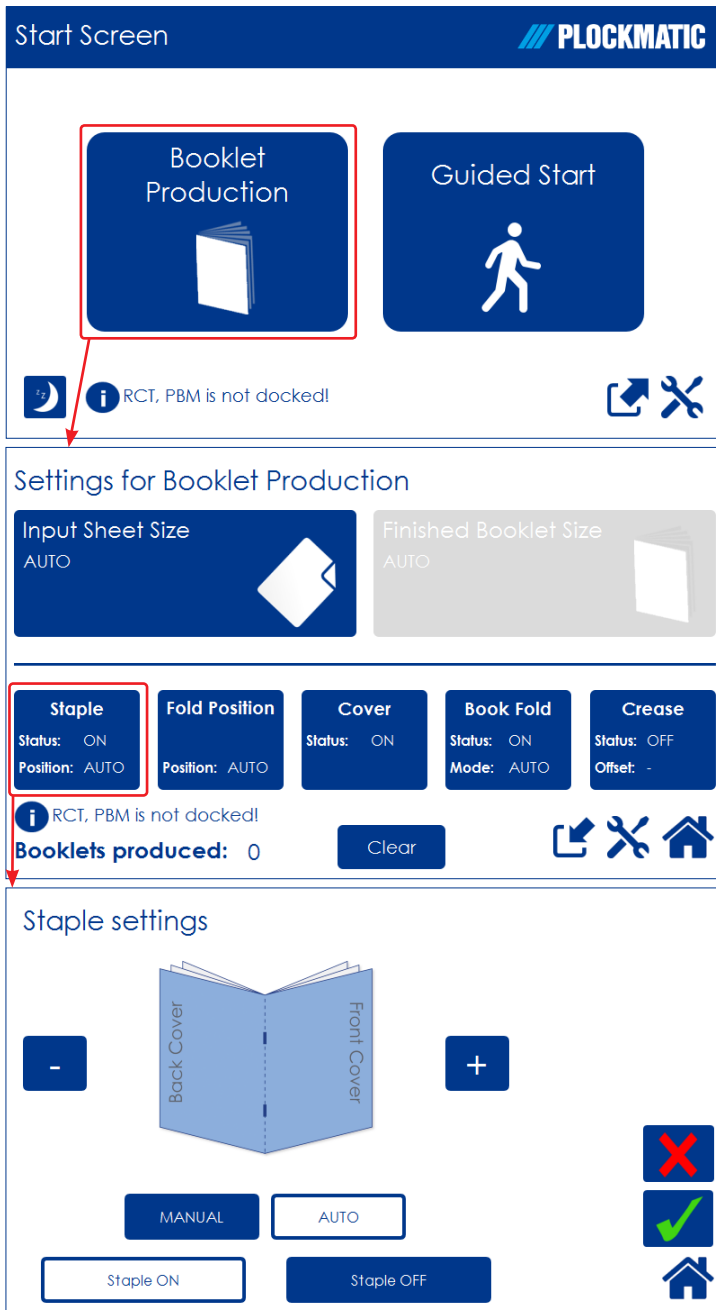 Start Screen
PLOCKMATIC
Booklet
Production
Guided Start
z z
i RCT, PBM is not docked!
Settings for Booklet Production
Input Sheet Size
AUTO
Finished Booklet Size
AUTO
Staple
Status: ON
Position: AUTO
Fold Position
Position: AUTO
Cover
Status: ON
Book Fold
Status: ON
Mode: AUTO
Crease
Status: OFF
Offset: -
i RCT, PBM is not docked!
Booklets produced: 0
Clear
Staple settings
Back Cover
Front Cover
-
+
MANUAL
AUTO
Staple ON
Staple OFF